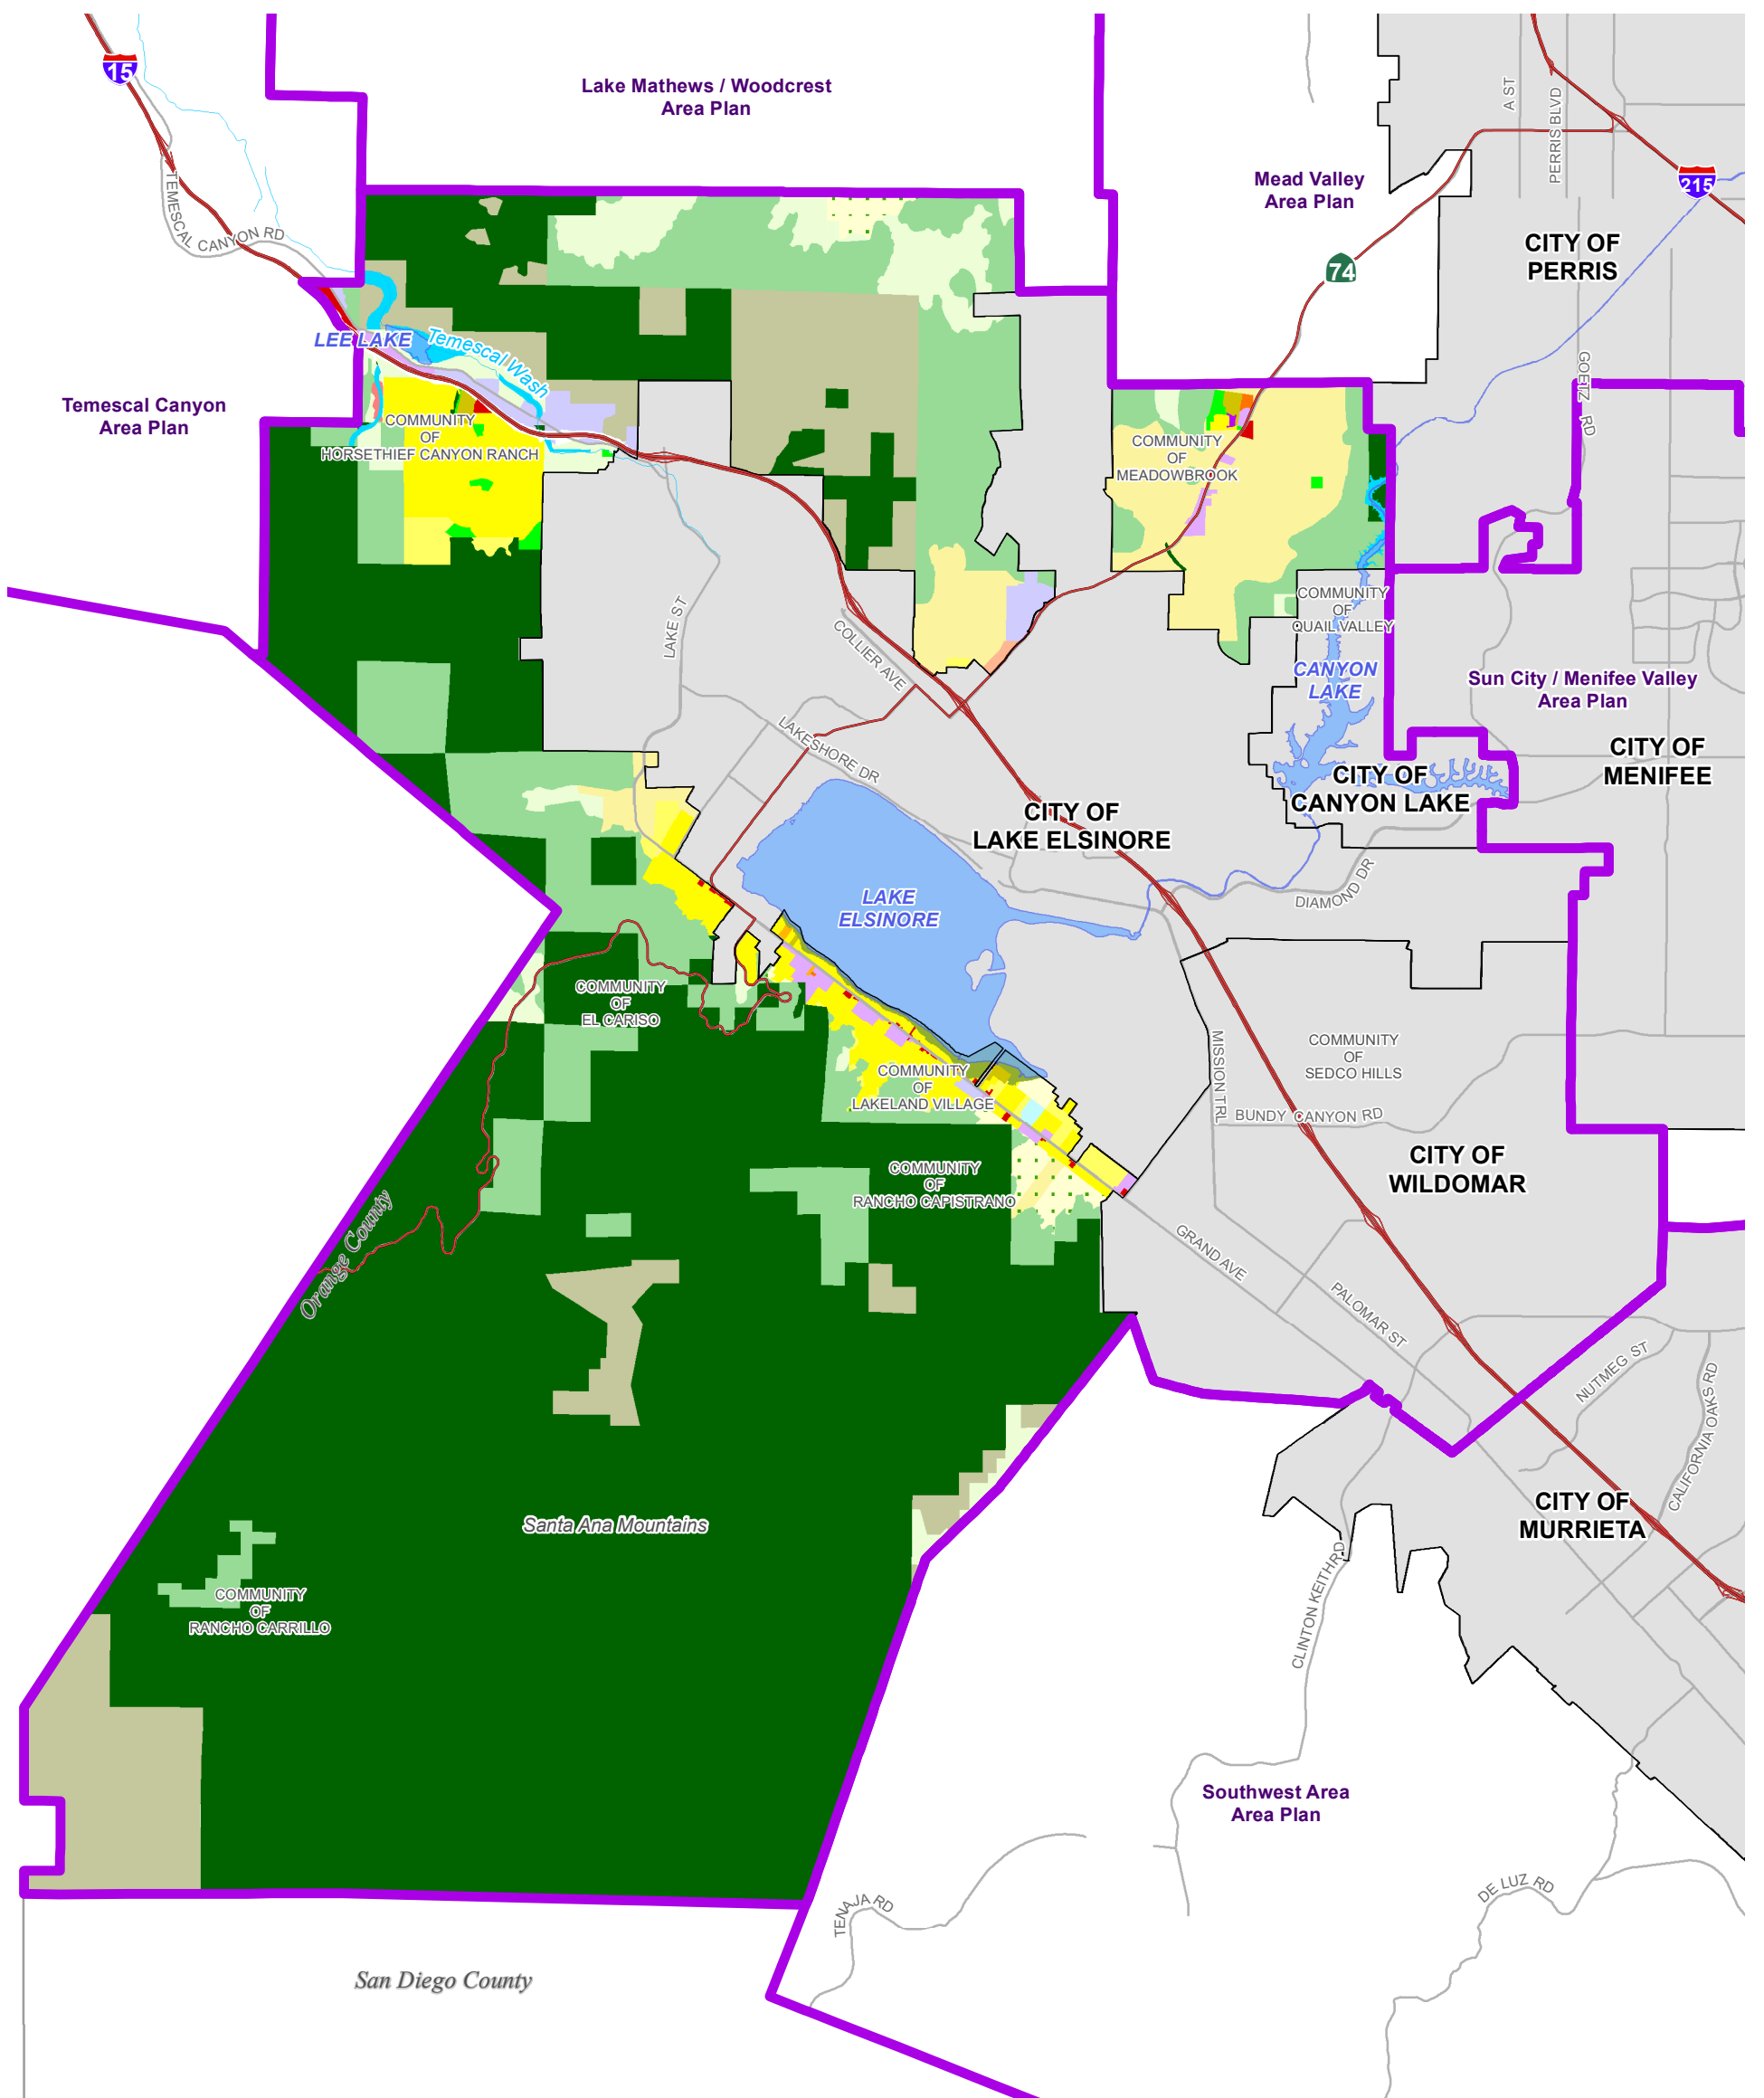 15
Lake Mathews / Woodcrest
Area Plan
A ST
PERRIS BLVD
Mead Valley
Area Plan
215
TEMESCAL CANYON RD
CITY OF
PERRIS
74
LEE LAKE
Temescal Wash
GOETZ RD
Temescal Canyon
Area Plan
COMMUNITY
OF
HORSETHIEF CANYON RANCH
COMMUNITY
OF
MEADOWBROOK
COMMUNITY
OF
QUAIL VALLEY
LAKE ST
COLLIER AVE
CANYON
LAKE
Sun City / Menifee Valley
Area Plan
LAKESHORE DR
CITY OF
MENIFEE
CITY OF
CANYON LAKE
CITY OF
LAKE ELSINORE
LAKE
ELSINORE
DIAMOND DR
COMMUNITY
OF
EL CARISO
COMMUNITY
OF
SEDCO HILLS
MISSION TRL
COMMUNITY
OF
LAKELAND VILLAGE
BUNDY CANYON RD
COMMUNITY
OF
RANCHO CAPISTRANO
CITY OF
WILDOMAR
Orange County
GRAND AVE
PALOMAR ST
NUTMEG ST
CALIFORNIA OAKS RD
CITY OF
MURRIETA
Santa Ana Mountains
CLINTON KEITH RD
COMMUNITY
OF
RANCHO CARRILLO
Southwest Area
Area Plan
TENAJA RD
DE LUZ RD
San Diego County